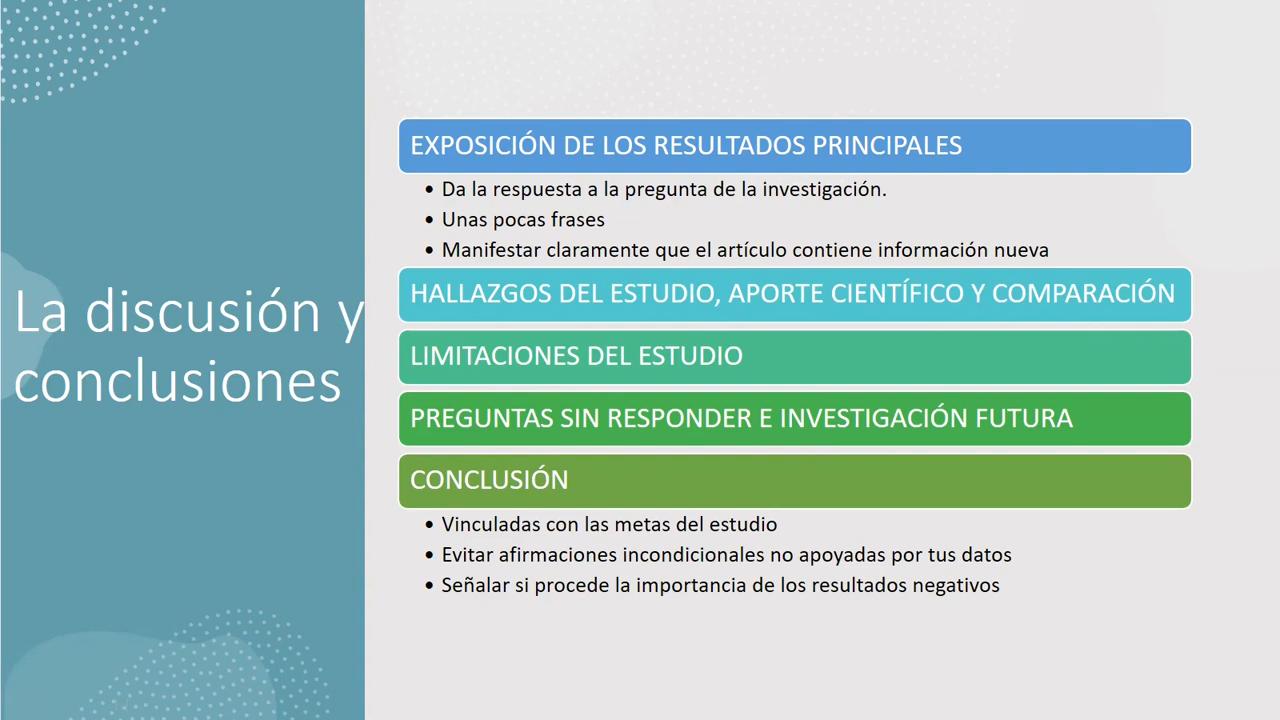 La discusión y
conclusiones
EXPOSICIÓN DE LOS RESULTADOS PRINCIPALES
• Da la respuesta a la pregunta de la investigación.
• Unas pocas frases
• Manifestar claramente que el artículo contiene información nueva
HALLAZGOS DEL ESTUDIO, APORTE CIENTÍFICO Y COMPARACIÓN
LIMITACIONES DEL ESTUDIO
PREGUNTAS SIN RESPONDER E INVESTIGACIÓN FUTURA
CONCLUSIÓN
• Vinculadas con las metas del estudio
• Evitar afirmaciones incondicionales no apoyadas por tus datos
• Señalar si procede la importancia de los resultados negativos